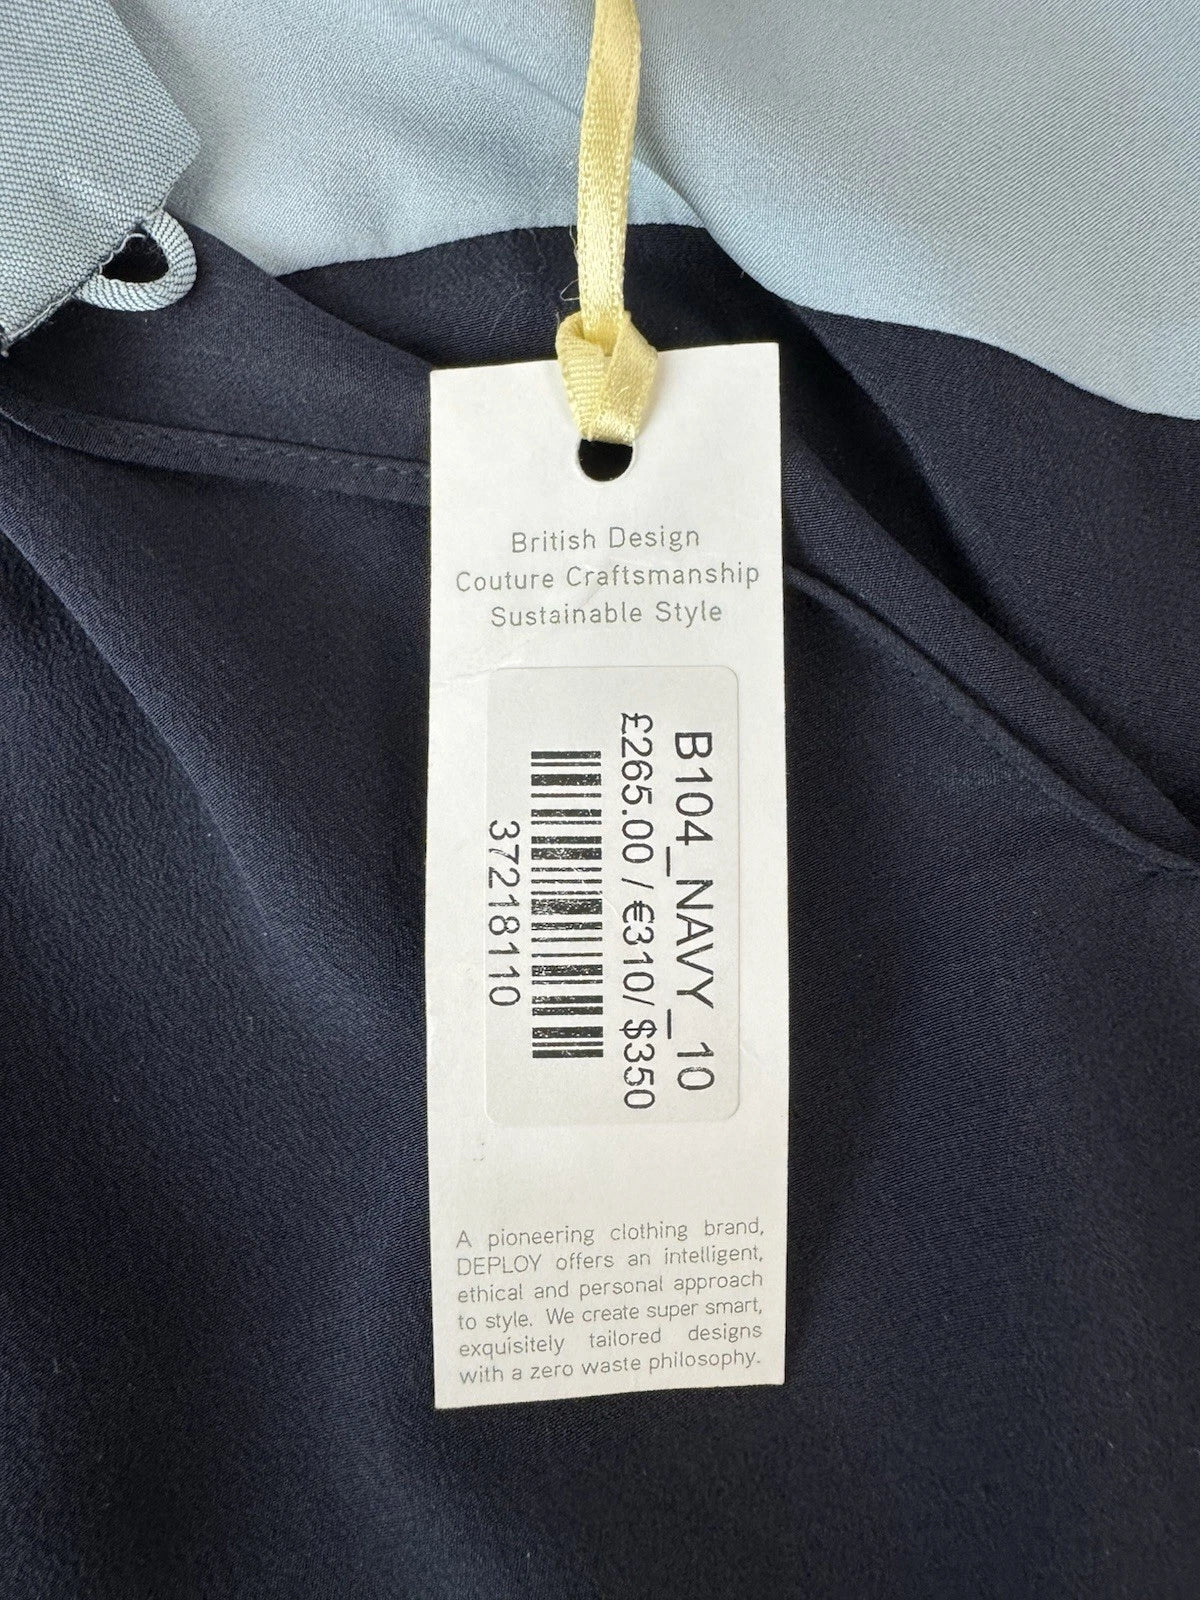 British Design
Couture Craftsmanship
Sustainable Style
B104_NAVY_10
£265.00 / €310/ $350
37218110
A pioneering clothing brand,
DEPLOY offers an intelligent,
ethical and personal approach
to style. We create super smart,
exquisitely tailored designs
with a zero waste philosophy.